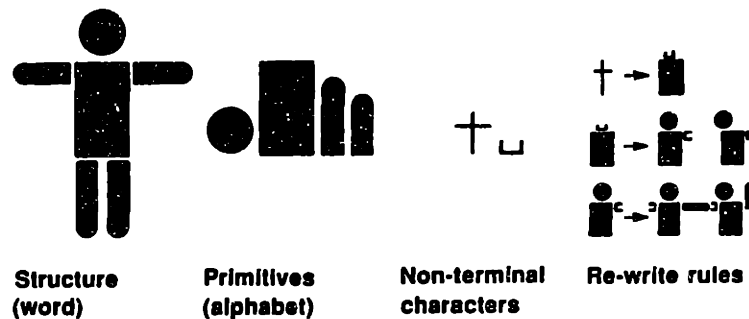 Structure
(word)
Primitives
(alphabet)
Non-terminal
characters
Re-write rules